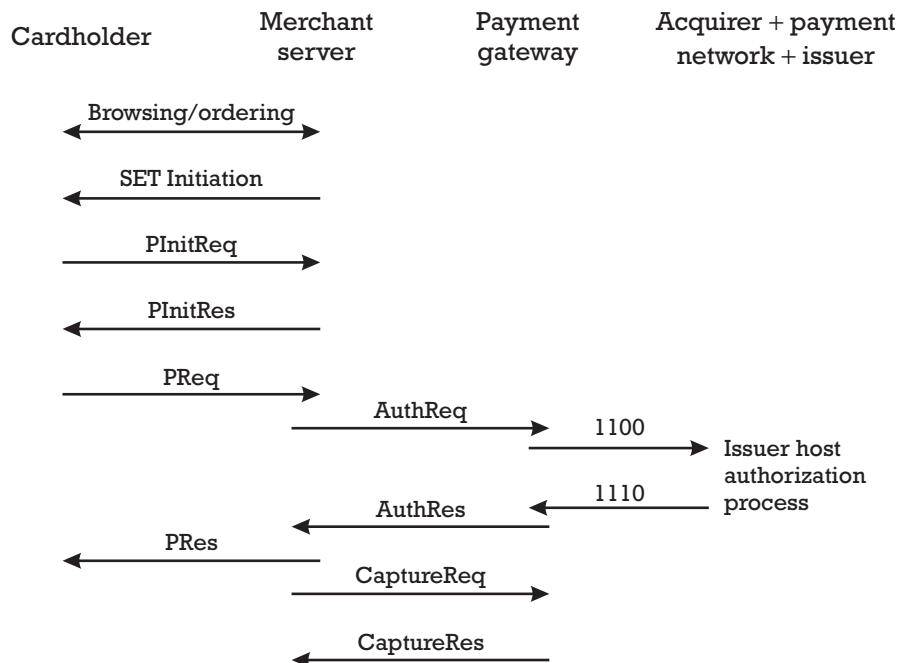 Cardholder
Merchant
server
Payment
gateway
Acquirer + payment
network + issuer
Browsing/ordering
SET Initiation
PInitReq
PInitRes
PReq
AuthReq
1100
Issuer host
authorization
process
1110
AuthRes
PRes
CaptureReq
CaptureRes